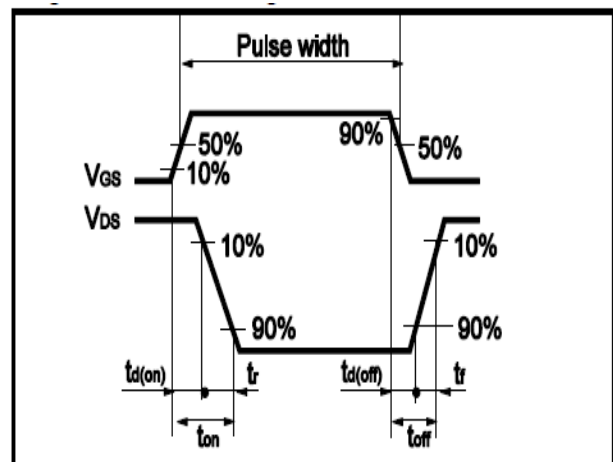 Pulse width
90%
50%
50%
10%
VGS
VDS
10%
10%
90%
90%
td(on)
tr
td(off)
tf
ton
toff